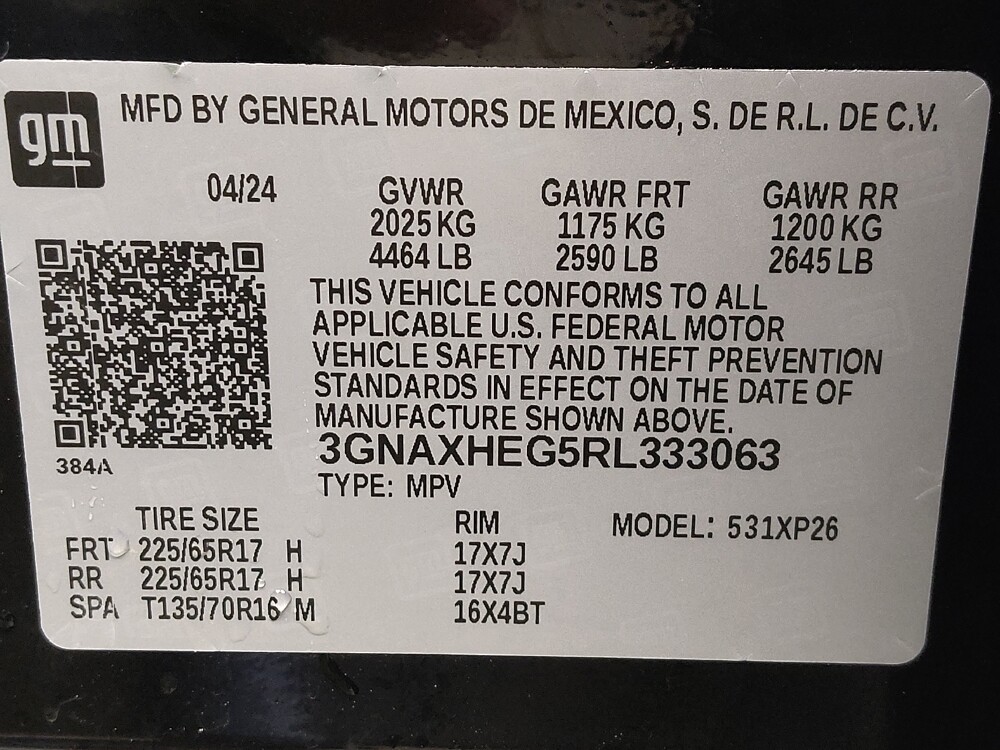 gm
MFD BY GENERAL MOTORS DE MEXICO, S. DE R.L. DE C.V.
04/24 GVWR GAWR FRT GAWR RR
2025 KG 1175 KG 1200 KG
4464 LB 2590 LB 2645 LB
THIS VEHICLE CONFORMS TO ALL
APPLICABLE U.S. FEDERAL MOTOR
VEHICLE SAFETY AND THEFT PREVENTION
STANDARDS IN EFFECT ON THE DATE OF
MANUFACTURE SHOWN ABOVE.
3GNAXHEG5RL333063
384A
TYPE: MPV
TIRE SIZE RIM MODEL: 531XP26
FRT 225/65R17 H 17X7J
RR 225/65R17 H 17X7J
SPA T135/70R16 M 16X4BT